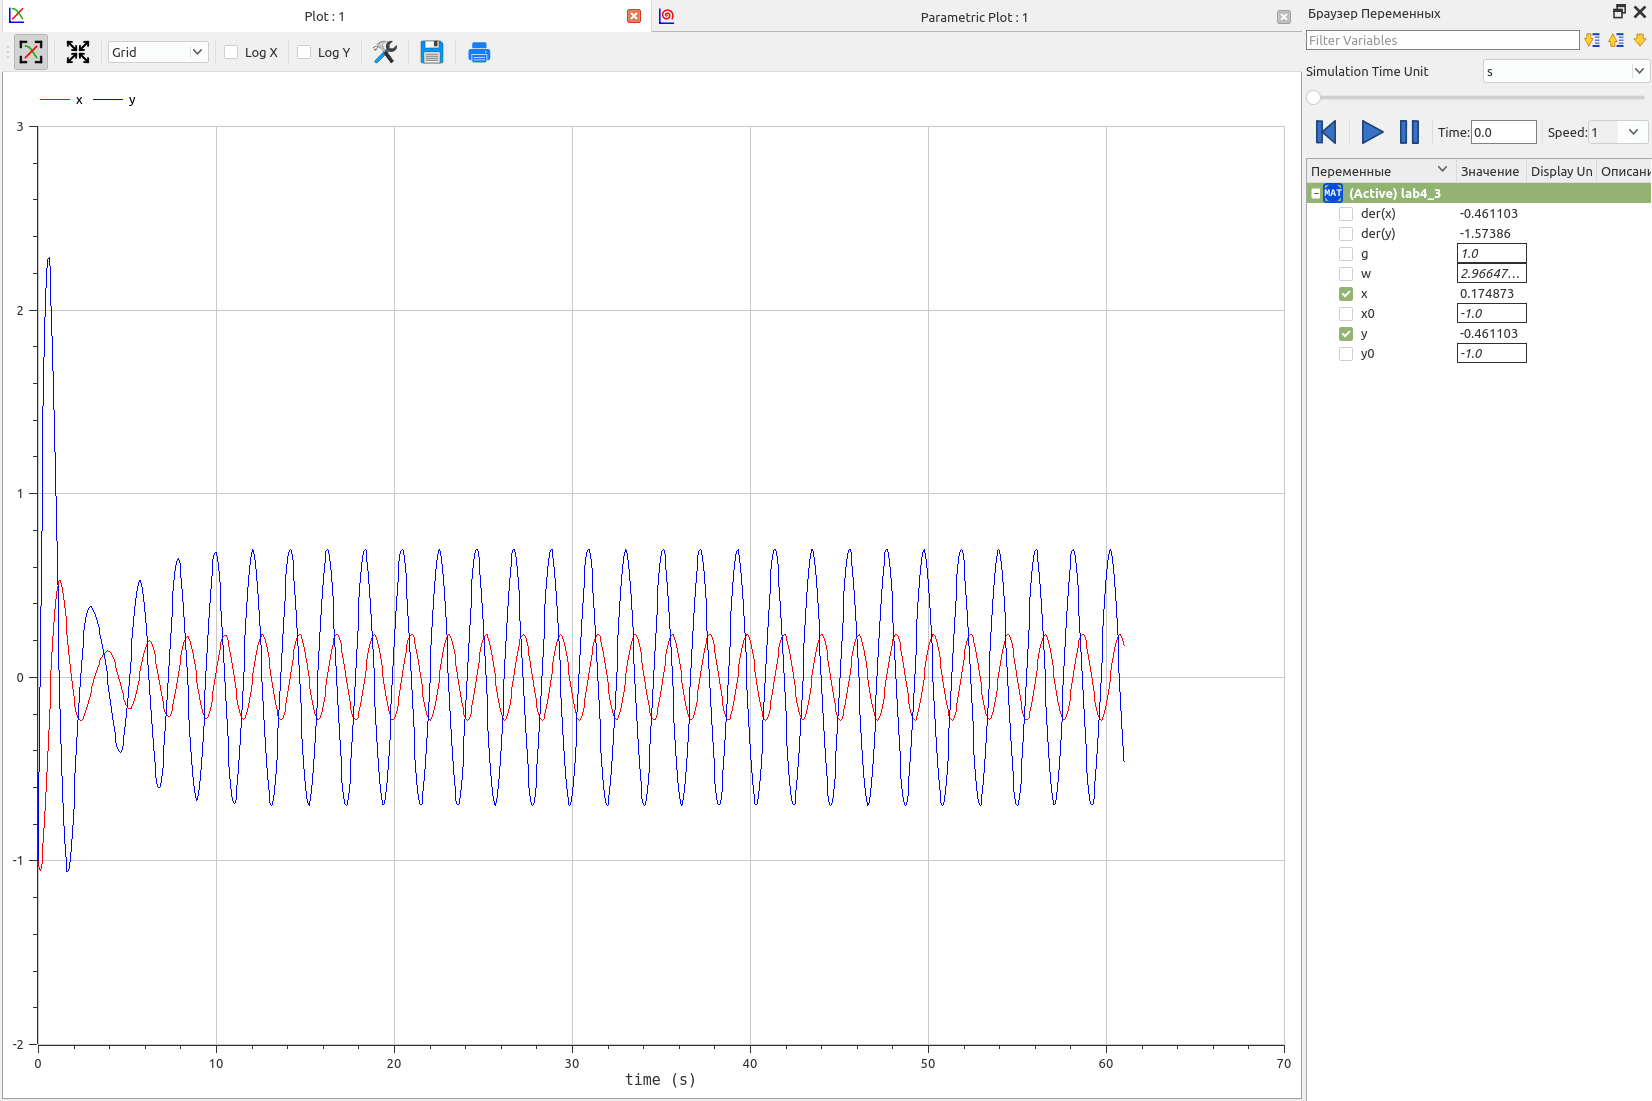 Plot : 1
Parametric Plot : 1
Браузер Переменных
Grid
Log X
Log Y
Filter Variables
Simulation Time Unit
s
Time:
0.0
Speed:
1
x
y
Переменные
Значение
Display Un
Описани
MAT
(Active) lab4_3
der(x)
-0.461103
der(y)
-1.57386
g
1.0
w
2.96647...
x
0.174873
x0
-1.0
y
-0.461103
y0
-1.0
3
2
1
0
-1
-2
0
10
20
30
40
50
60
70
time (s)